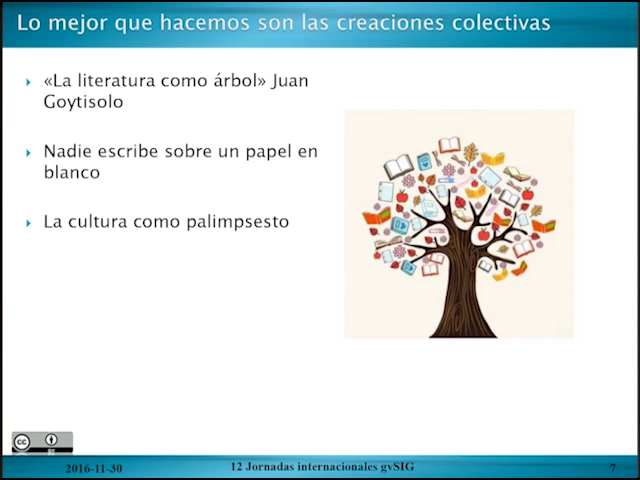 Lo mejor que hacemos son las creaciones colectivas
«La literatura como árbol» Juan
Goytisolo
Nadie escribe sobre un papel en
blanco
La cultura como palimpsesto
cc
2016-11-30
12 Jornadas internacionales gvSIG
7